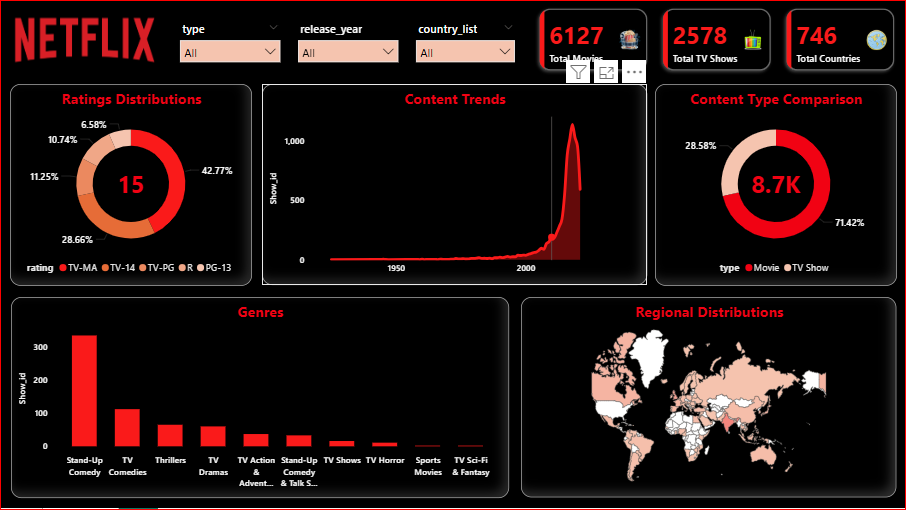 NETFLIX
type
All
release_year
All
country_list
All
6127
Total Movies
2578
Total TV Shows
746
Total Countries
Ratings Distributions
6.58%
10.74%
11.25%
28.66%
42.77%
15
rating TV-MA TV-14 TV-PG R PG-13
Content Trends
Show_id
1,000
500
0
1950 2000
Content Type Comparison
28.58%
71.42%
8.7K
type Movie TV Show
Genres
Show_id
300
200
100
0
Stand-Up Comedy
TV Comedies
Thrillers
TV Dramas
TV Action & Advent...
Stand-Up Comedy & Talk S...
TV Shows
TV Horror
Sports Movies
TV Sci-Fi & Fantasy
Regional Distributions